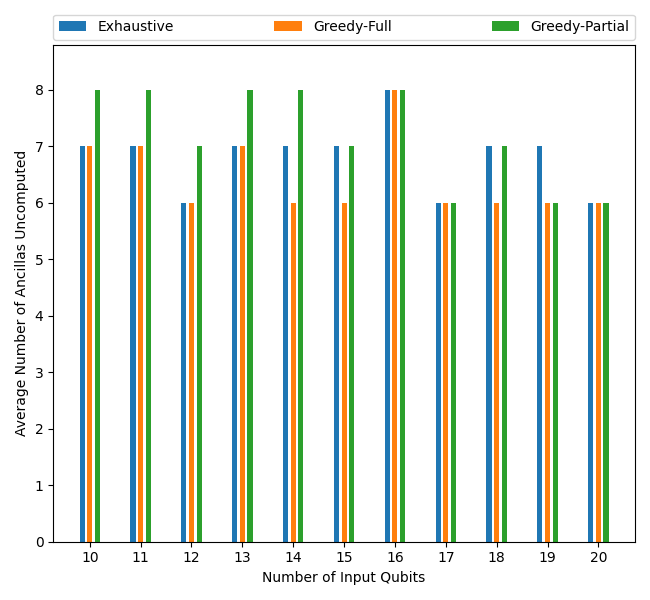 Exhaustive Greedy-Full Greedy-Partial
Average Number of Ancillas Uncomputed
8
7
6
5
4
3
2
1
0
10 11 12 13 14 15 16 17 18 19 20
Number of Input Qubits